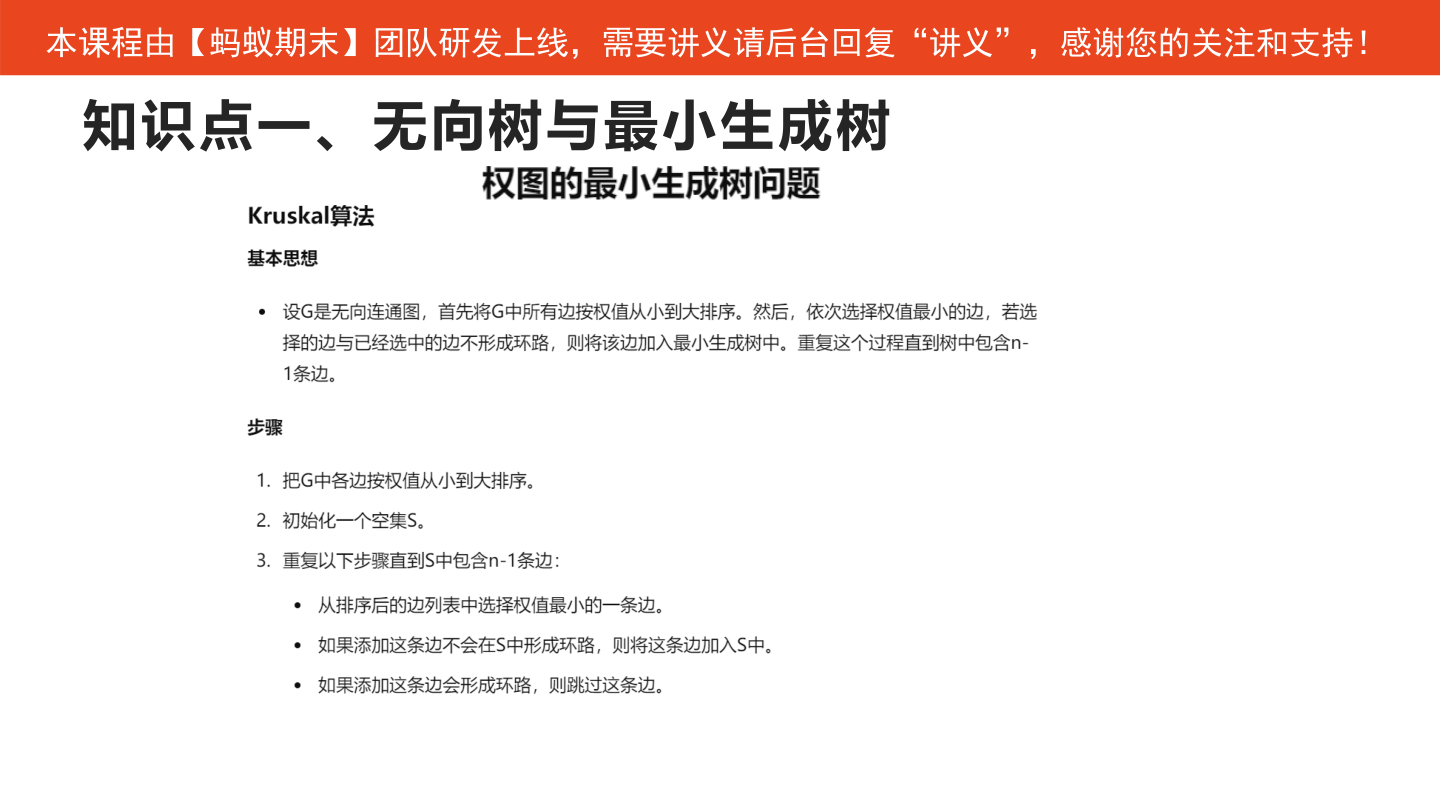 本课程由【蚂蚁期末】团队研发上线，需要讲义请后台回复“讲义”，感谢您的关注和支持！
知识点一、无向树与最小生成树
权图的最小生成树问题
Kruskal算法
基本思想
• 设G是无向连通图，首先将G中所有边按权值从小到大排序。然后，依次选择权值最小的边，若选
择的边与已经选中的边不形成环路，则将该边加入最小生成树中。重复这个过程直到树中包含n-
1条边。
步骤
1. 把G中各边按权值从小到大排序。
2. 初始化一个空集S。
3. 重复以下步骤直到S中包含n-1条边：
• 从排序后的边列表中选择权值最小的一条边。
• 如果添加这条边不会在S中形成环路，则将这条边加入S中。
• 如果添加这条边会形成环路，则跳过这条边。